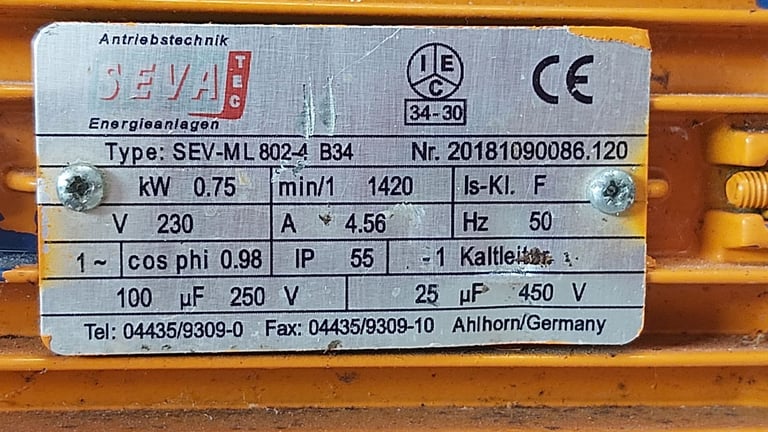 Antriebstechnik
SEVA TEC
Energieanlagen
IEC
34-30
CE
Type: SEV-ML 802-4 B34 Nr. 20181090086.120
kW 0.75 min/1 1420 Is-Kl. F
V 230 A 4.56 Hz 50
1~ cos phi 0.98 IP 55 -1 Kaltleiter
100 µF 250 V 25 µF 450 V
Tel: 04435/9309-0 Fax: 04435/9309-10 Ahlhorn/Germany